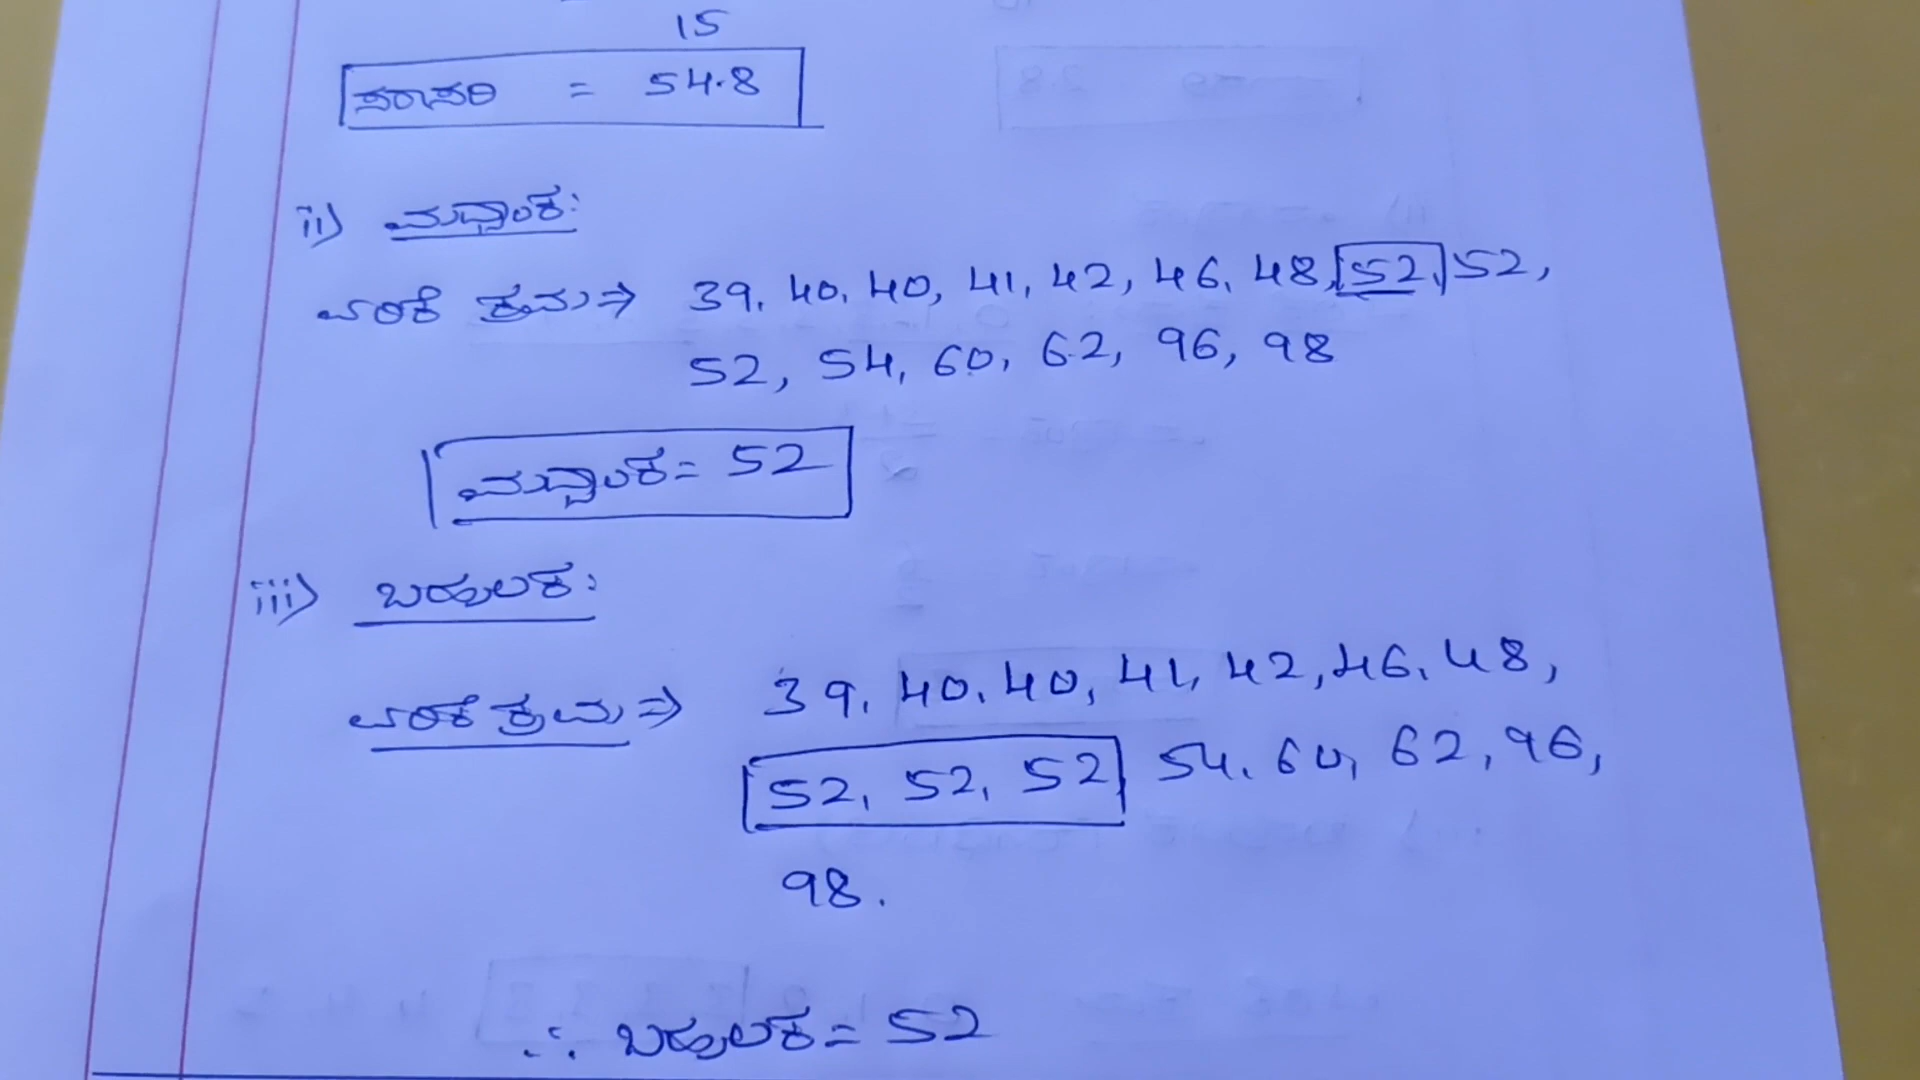 15
ಸರಾಸರಿ = 54.8
ii) ಮಧ್ಯಾಂಕ:
ಏರಿಕೆ ಕ್ರಮ ⇒ 39, 40, 40, 41, 42, 46, 48, 52, 52,
52, 54, 60, 62, 96, 98
ಮಧ್ಯಾಂಕ = 52
iii) ಬಹುಲಕ:
ಏರಿಕೆ ಕ್ರಮ ⇒ 39, 40, 40, 41, 42, 46, 48,
52, 52, 52, 54, 60, 62, 96,
98.
∴ ಬಹುಲಕ = 52